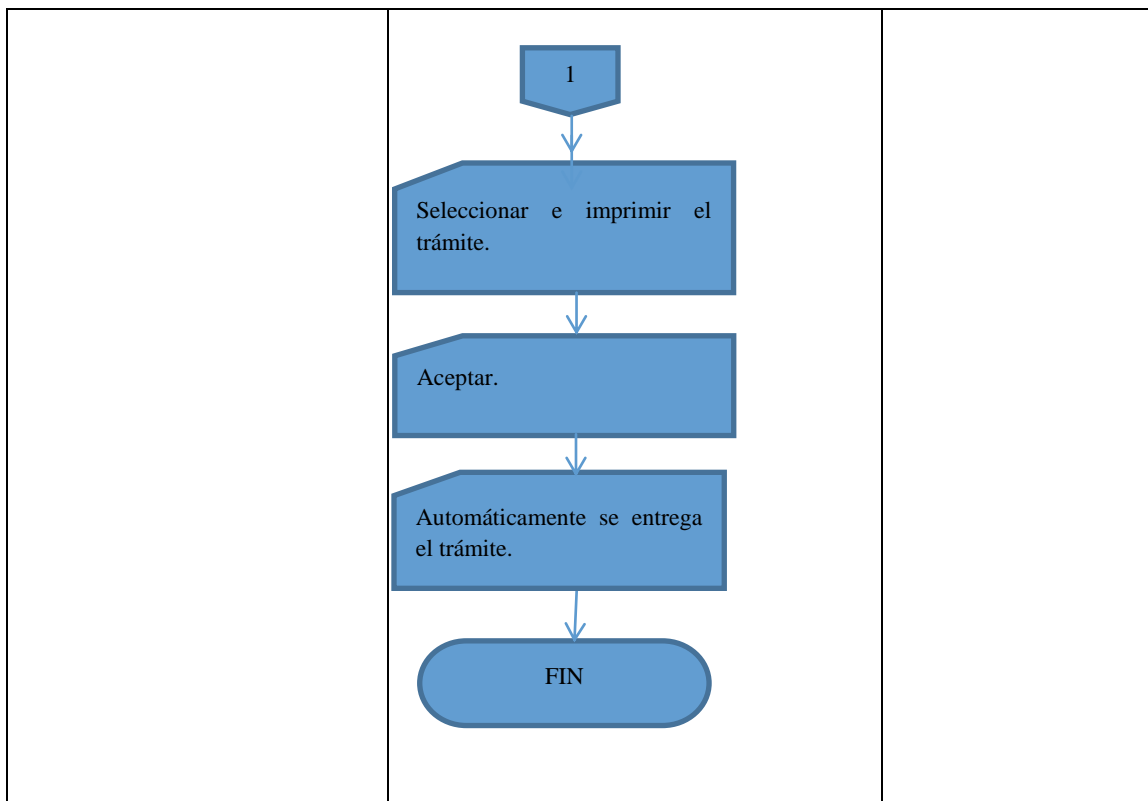 1
Seleccionar e imprimir el
trámite.
Aceptar.
Automáticamente se entrega
el trámite.
FIN